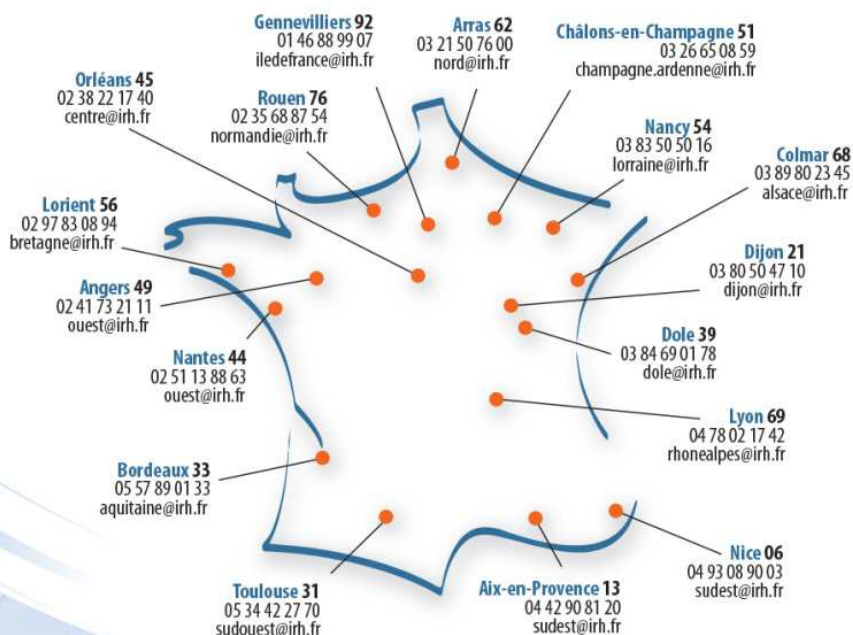 Gennevilliers 92
01 46 88 99 07
iledefrance@irh.fr
Arras 62
03 21 50 76 00
nord@irh.fr
Châlons-en-Champagne 51
03 26 65 08 59
champagne.ardenne@irh.fr
Orléans 45
02 38 22 17 40
centre@irh.fr
Rouen 76
02 35 68 87 54
normandie@irh.fr
Nancy 54
03 83 50 50 16
lorraine@irh.fr
Colmar 68
03 89 80 23 45
alsace@irh.fr
Lorient 56
02 97 83 08 94
bretagne@irh.fr
Dijon 21
03 80 50 47 10
dijon@irh.fr
Angers 49
02 41 73 21 11
ouest@irh.fr
Dole 39
03 84 69 01 78
dole@irh.fr
Nantes 44
02 51 13 88 63
ouest@irh.fr
Lyon 69
04 78 02 17 42
rhonealpes@irh.fr
Bordeaux 33
05 57 89 01 33
aquitaine@irh.fr
Nice 06
04 93 08 90 03
sudest@irh.fr
Toulouse 31
05 34 42 27 70
sudouest@irh.fr
Aix-en-Provence 13
04 42 90 81 20
sudest@irh.fr